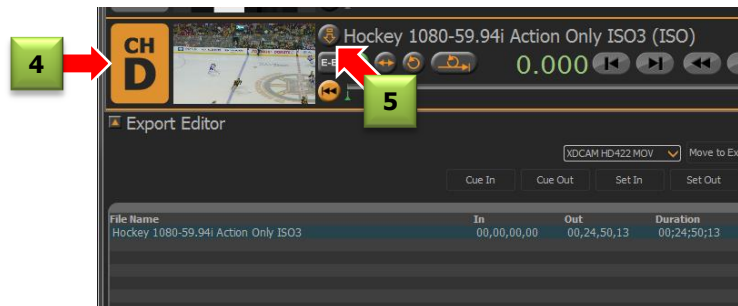 4
CH
D
Hockey 1080-59.94i Action Only ISO3 (ISO)
E-E
0.000
5
Export Editor
XDCAM HD422 MOV
Move to Ex
Cue In Cue Out Set In Set Out
File Name In Out Duration
Hockey 1080-59.94i Action Only ISO3 00,00,00,00 00,24,50,13 00;24;50;13